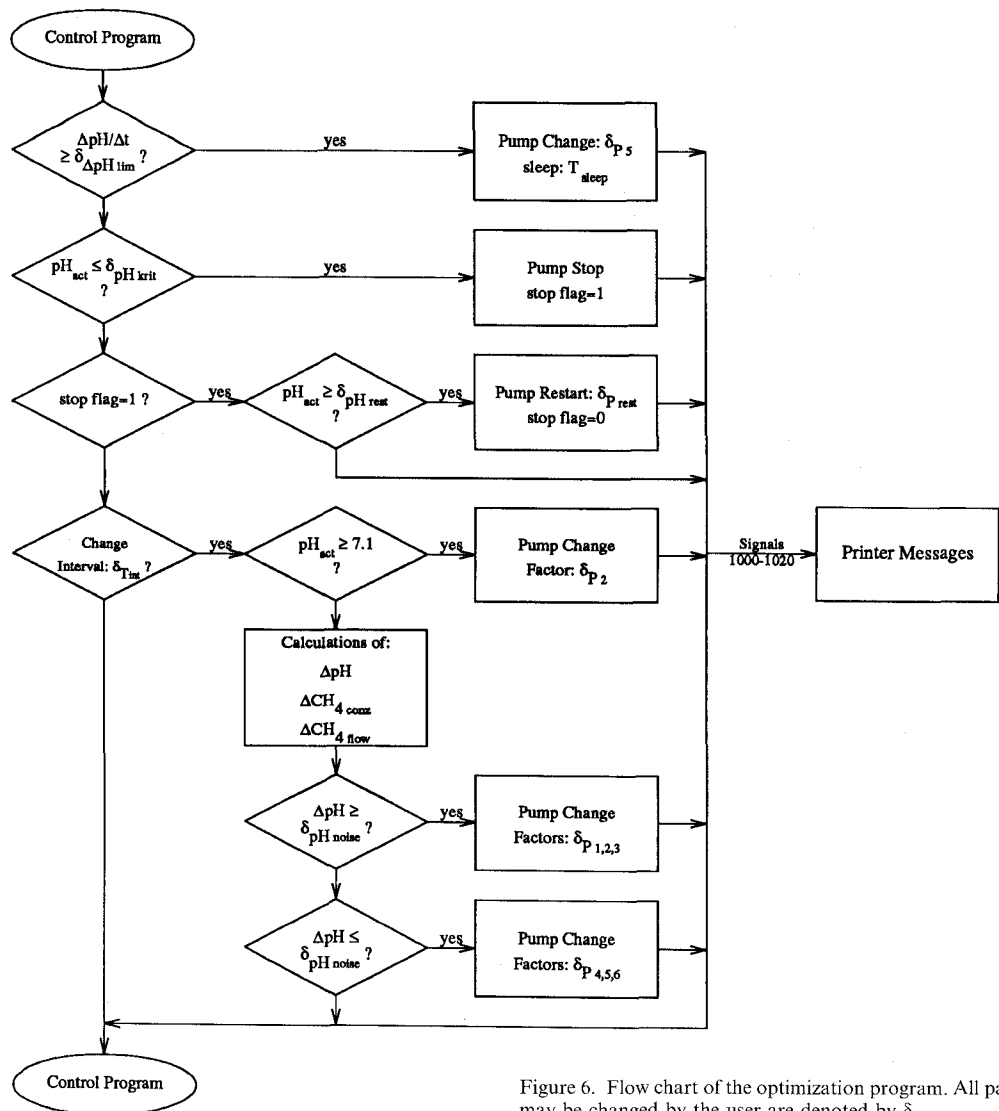 Control Program
ΔpH/Δt
≥ δΔpH lim ?
yes
Pump Change: δP 5
sleep: Tsleep
pHact ≤ δpH krit
?
yes
Pump Stop
stop flag=1
stop flag=1 ?
yes
pHact ≥ δpH rest
?
yes
Pump Restart: δP rest
stop flag=0
Change
Interval: δTint ?
yes
pHact ≥ 7.1
?
yes
Pump Change
Factor: δP 2
Signals
1000-1020
Printer Messages
Calculations of:
ΔpH
ΔCH4 conz
ΔCH4 flow
ΔpH ≥
δpH noise ?
yes
Pump Change
Factors: δP 1,2,3
ΔpH ≤
δpH noise ?
yes
Pump Change
Factors: δP 4,5,6
Control Program
Figure 6. Flow chart of the optimization program. All pa
may be changed by the user are denoted by δ